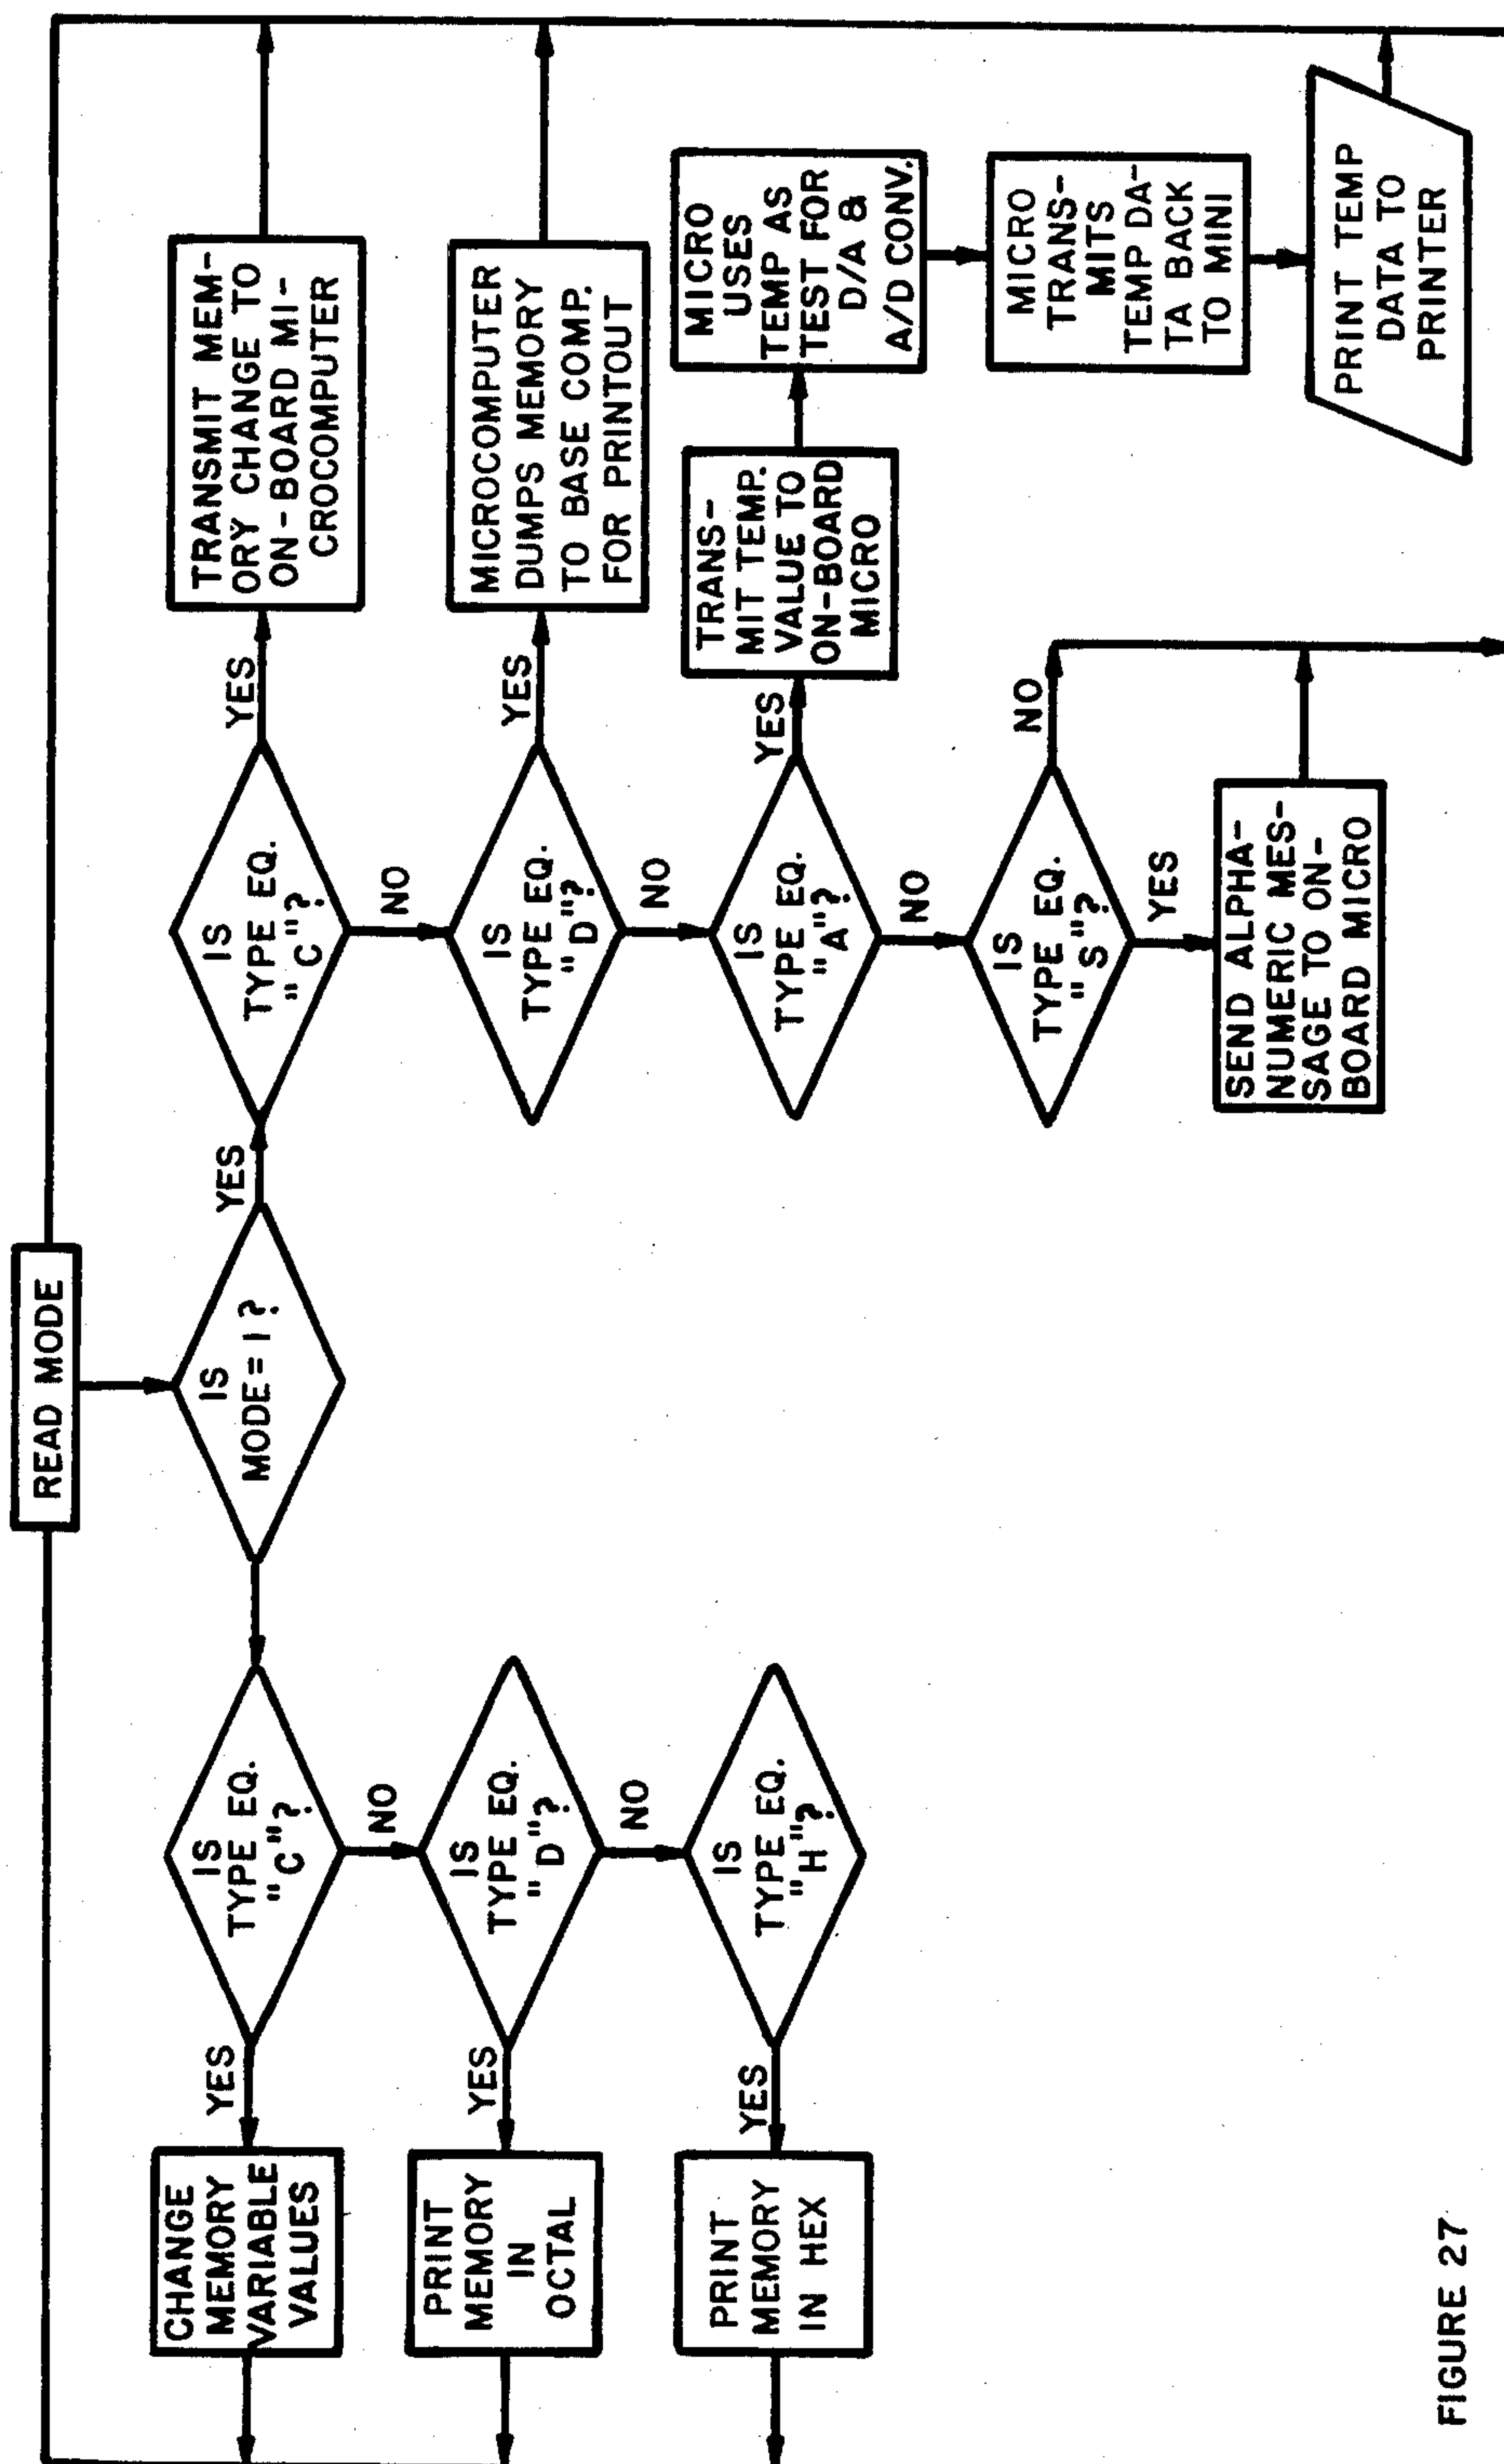 READ MODE
IS
MODE = 1 ?
YES
IS
TYPE EQ.
"C"?
YES
CHANGE
MEMORY
VARIABLE
VALUES
NO
IS
TYPE EQ.
"D"?
YES
PRINT
MEMORY
IN
OCTAL
NO
IS
TYPE EQ.
"H"?
YES
PRINT
MEMORY
IN HEX
IS
TYPE EQ.
"C"?
YES
TRANSMIT MEM-
ORY CHANGE TO
ON-BOARD MI-
CROCOMPUTER
NO
IS
TYPE EQ.
"D"?
YES
MICROCOMPUTER
DUMPS MEMORY
TO BASE COMP.
FOR PRINTOUT
NO
IS
TYPE EQ.
"A"?
YES
TRANS-
MIT TEMP.
VALUE TO
ON-BOARD
MICRO
MICRO
USES
TEMP AS
TEST FOR
D/A &
A/D CONV.
MICRO
TRANS-
MITS
TEMP DA-
TA BACK
TO MINI
PRINT TEMP
DATA TO
PRINTER
NO
IS
TYPE EQ.
"S"?
NO
YES
SEND ALPHA-
NUMERIC MES-
SAGE TO ON-
BOARD MICRO
FIGURE 27